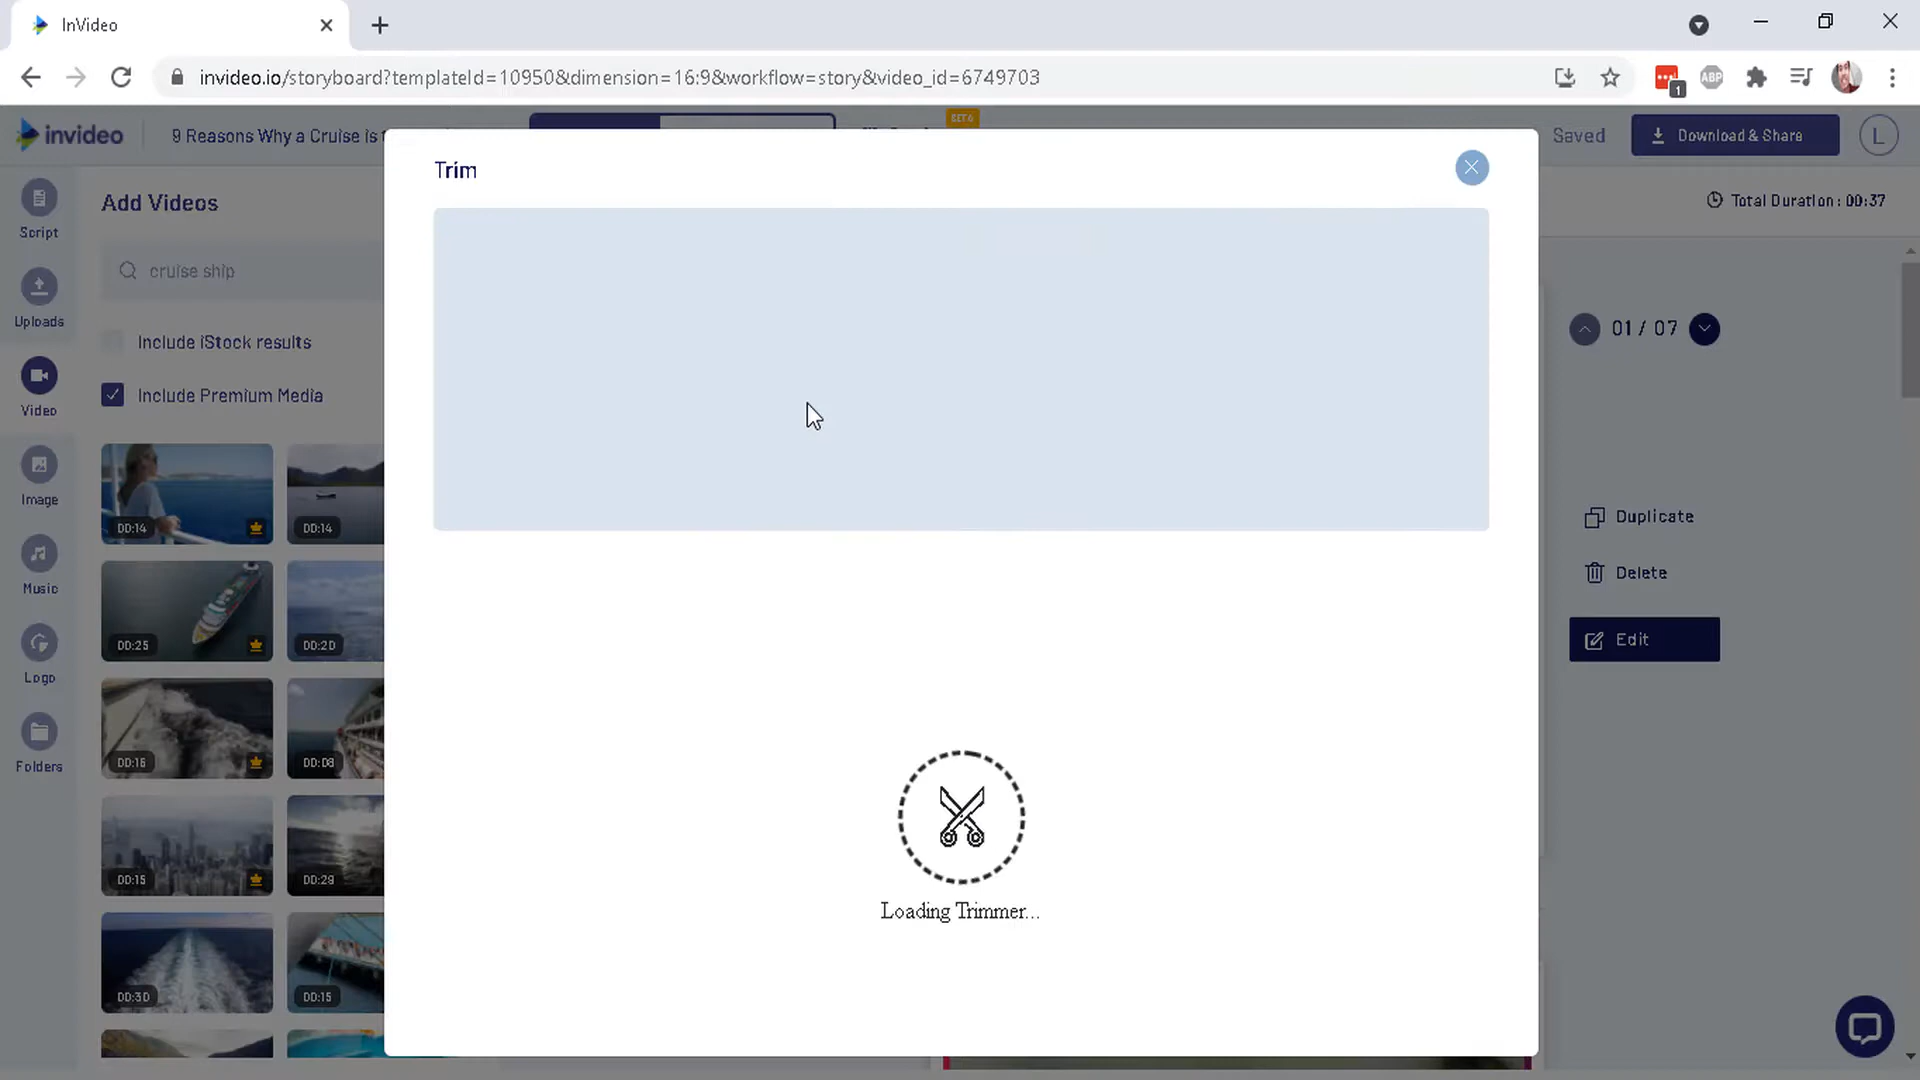 InVideo
invideo.io/storyboard?templateId=10950&dimension=16:9&workflow=story&video_id=6749703
1
ABP
invideo
9 Reasons Why a Cruise is
BETA
Saved
Download & Share
L
Trim
Script
Add Videos
Total Duration : 00:37
cruise ship
Uploads
Include iStock results
01 / 07
Video
Include Premium Media
Image
00:14
00:14
Duplicate
Music
Delete
00:25
00:20
Edit
Logo
00:16
00:08
Folders
00:15
00:29
Loading Trimmer...
00:30
00:15